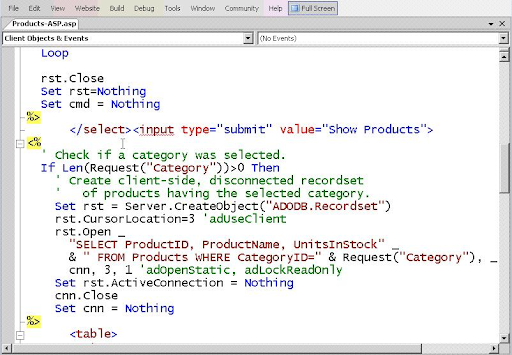 File Edit View Website Build Debug Tools Window Community Help Full Screen
Products-ASP.asp
Client Objects & Events (No Events)
Loop
rst.Close
Set rst=Nothing
Set cmd = Nothing
%>
</select><input type="submit" value="Show Products">
<%
' Check if a category was selected.
If Len(Request("Category"))>0 Then
' Create client-side, disconnected recordset
' of products having the selected category.
Set rst = Server.CreateObject("ADODB.Recordset")
rst.CursorLocation=3 'adUseClient
rst.Open _
"SELECT ProductID, ProductName, UnitsInStock" _
& " FROM Products WHERE CategoryID=" & Request("Category"), _
cnn, 3, 1 'adOpenStatic, adLockReadOnly
Set rst.ActiveConnection = Nothing
cnn.Close
Set cnn = Nothing
%>
<table>